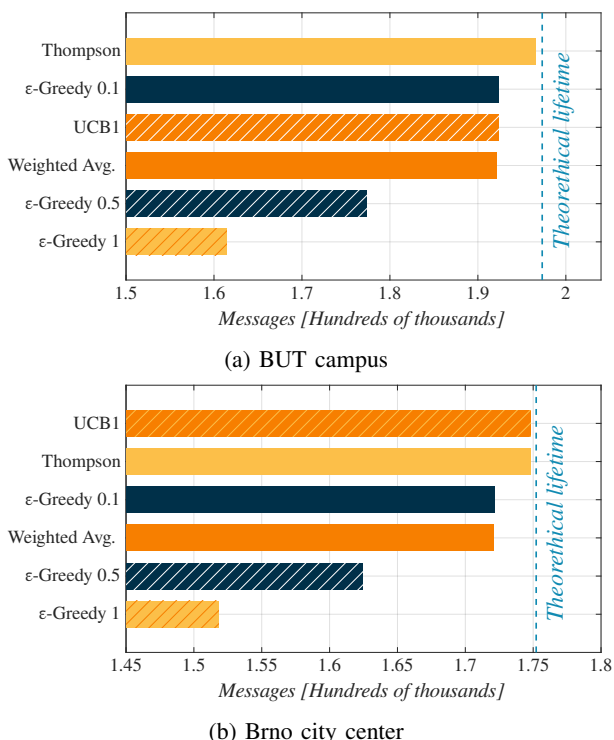 Thompson
ε-Greedy 0.1
UCB1
Weighted Avg.
ε-Greedy 0.5
ε-Greedy 1
Theorethical lifetime
1.5 1.6 1.7 1.8 1.9 2
Messages [Hundreds of thousands]
(a) BUT campus
UCB1
Thompson
ε-Greedy 0.1
Weighted Avg.
ε-Greedy 0.5
ε-Greedy 1
Theorethical lifetime
1.45 1.5 1.55 1.6 1.65 1.7 1.75 1.8
Messages [Hundreds of thousands]
(b) Brno city center